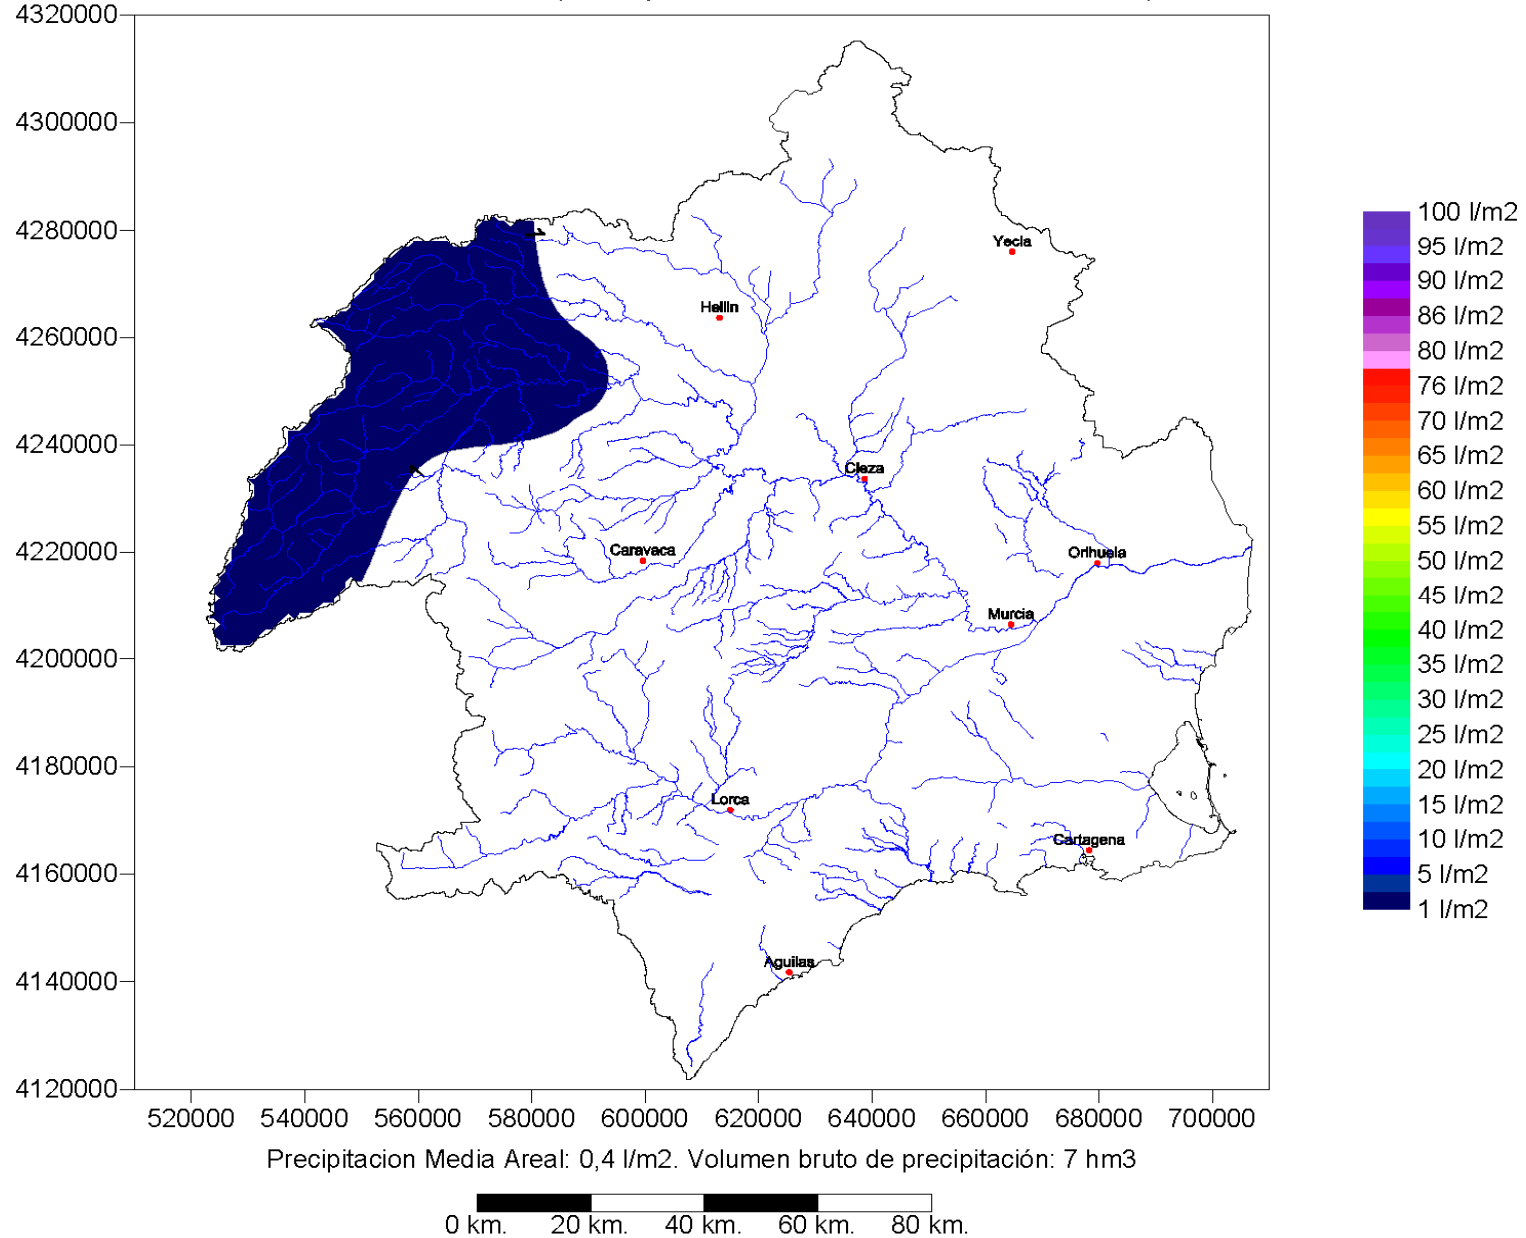 4320000
4300000
4280000
4260000
4240000
4220000
4200000
4180000
4160000
4140000
4120000
520000 540000 560000 580000 600000 620000 640000 660000 680000 700000
1
1
Yecla
Hellin
Cieza
Caravaca
Orihuela
Murcia
Lorca
Cartagena
Aguilas
100 l/m2
95 l/m2
90 l/m2
86 l/m2
80 l/m2
76 l/m2
70 l/m2
65 l/m2
60 l/m2
55 l/m2
50 l/m2
45 l/m2
40 l/m2
35 l/m2
30 l/m2
25 l/m2
20 l/m2
15 l/m2
10 l/m2
5 l/m2
1 l/m2
Precipitacion Media Areal: 0,4 l/m2. Volumen bruto de precipitación: 7 hm3
0 km. 20 km. 40 km. 60 km. 80 km.